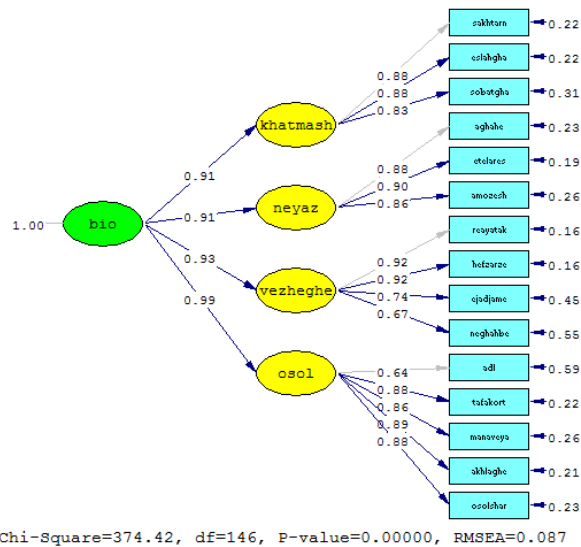 sakhtarn
0.22
0.88
eslahgha
0.22
0.88
sobatgha
0.31
0.83
khatmash
aghahe
0.23
0.88
etelares
0.19
0.90
0.91
amozesh
0.26
0.86
neyaz
0.91
reayatak
0.16
1.00
bio
0.92
hefzarze
0.16
0.92
0.93
vezheghe
ejadjame
0.45
0.74
0.99
neghahbe
0.55
0.67
osol
adl
0.59
0.64
tafakort
0.22
0.88
manaveya
0.26
0.86
akhlaghe
0.21
0.89
osolshar
0.23
0.88
Chi-Square=374.42, df=146, P-value=0.00000, RMSEA=0.087